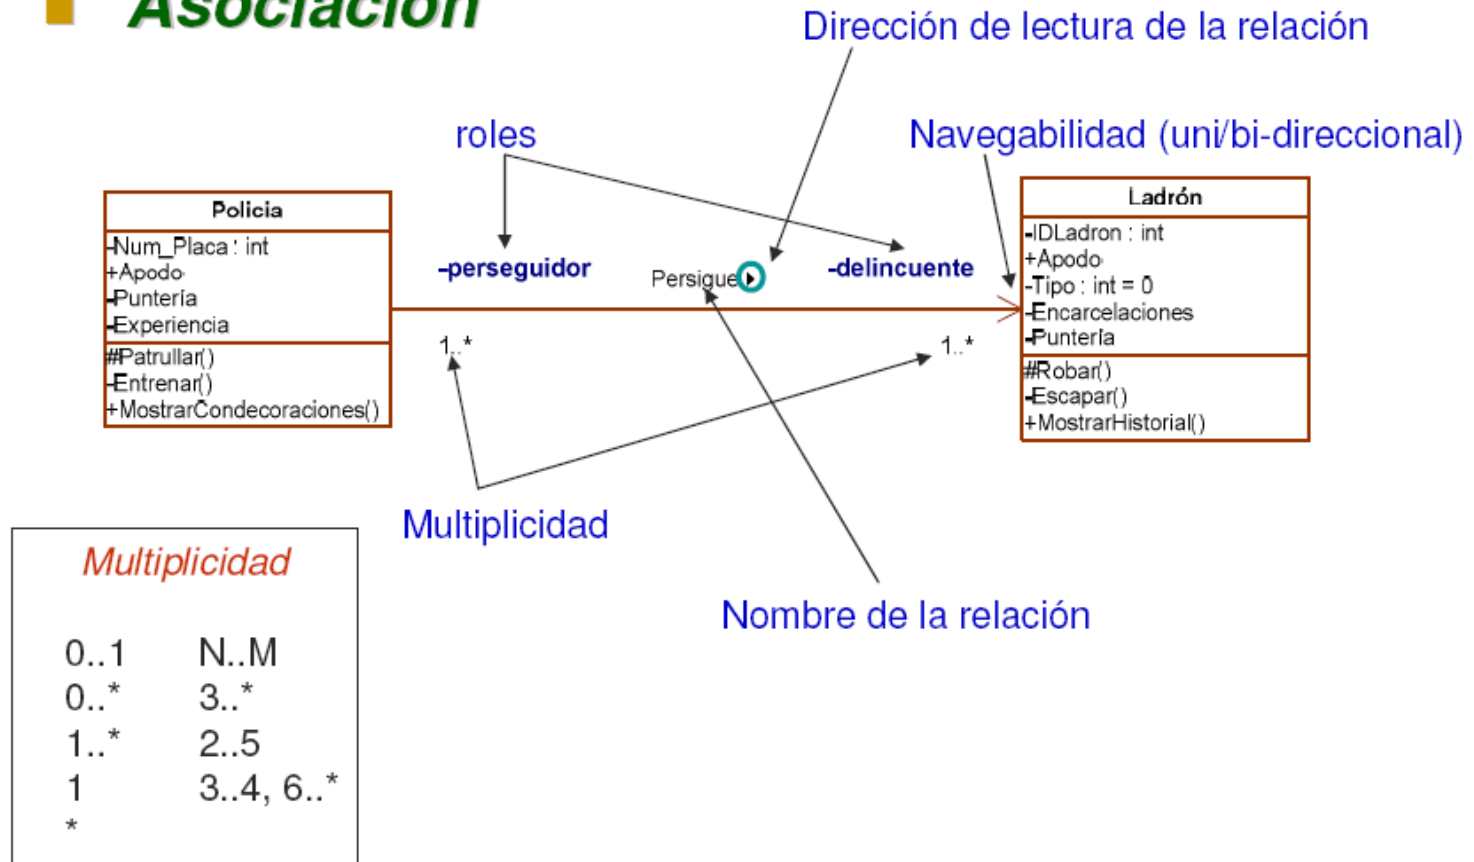 Asociación
Dirección de lectura de la relación
roles
Navegabilidad (uni/bi-direccional)
Policia
-Num_Placa : int
+Apodo
-Puntería
-Experiencia
#Patrullar()
-Entrenar()
+MostrarCondecoraciones()
-perseguidor
Persigue
-delincuente
1..*
1..*
Ladrón
-IDLadron : int
+Apodo
-Tipo : int = 0
-Encarcelaciones
-Puntería
#Robar()
-Escapar()
+MostrarHistorial()
Multiplicidad
Nombre de la relación
Multiplicidad
0..1 N..M
0..* 3..*
1..* 2..5
1 3..4, 6..*
*